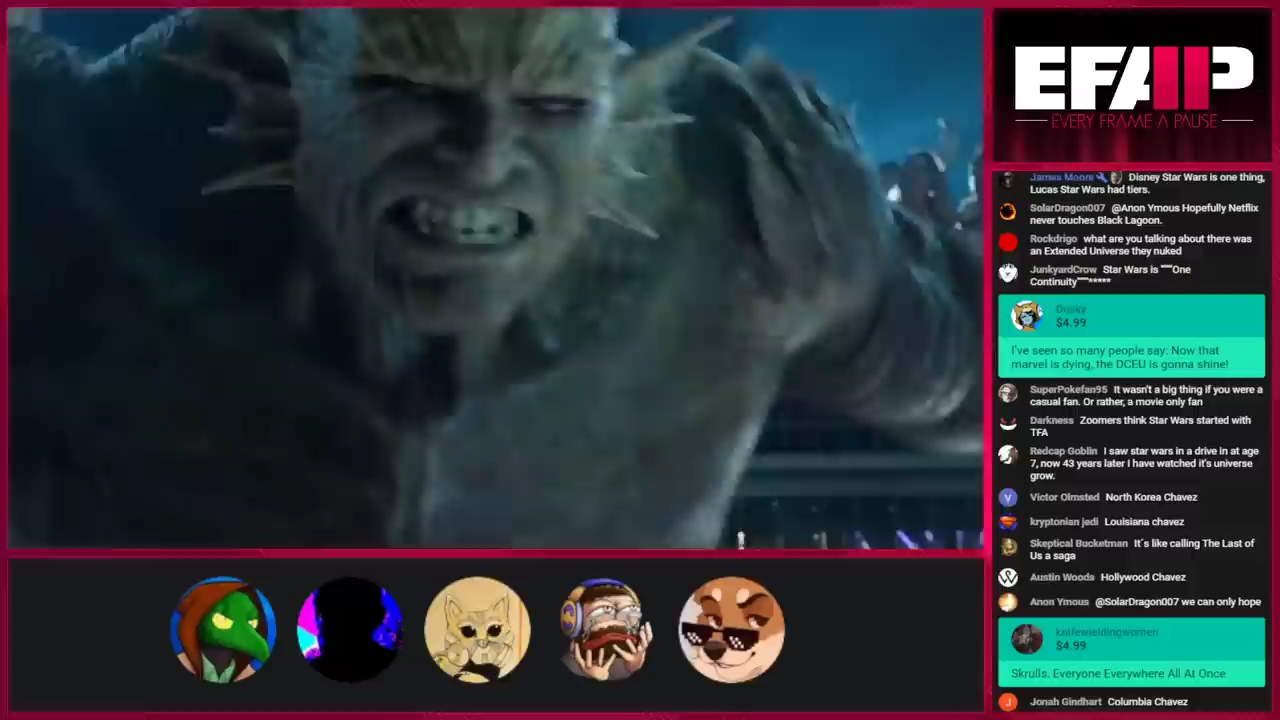 EFAP
EVERY FRAME A PAUSE
James Moore Disney Star Wars is one thing,
Lucas Star Wars had tiers.
SolarDragon007 @Anon Ymous Hopefully Netflix
never touches Black Lagoon.
Rockdrigo what are you talking about there was
an Extended Universe they nuked
JunkyardCrow Star Wars is """One
Continuity""*****
Dusky
$4.99
I've seen so many people say: Now that
marvel is dying, the DCEU is gonna shine!
SuperPokefan95 It wasn't a big thing if you were a
casual fan. Or rather, a movie only fan
Darkness Zoomers think Star Wars started with
TFA
Redcap Goblin I saw star wars in a drive in at age
7, now 43 years later I have watched it's universe
grow.
V Victor Olmsted North Korea Chavez
kryptonian jedi Louisiana chavez
Skeptical Bucketman It´s like calling The Last of
Us a saga
Austin Woods Hollywood Chavez
Anon Ymous @SolarDragon007 we can only hope
knifewieldingwomen
$4.99
Skrulls. Everyone Everywhere All At Once
J Jonah Gindhart Columbia Chavez